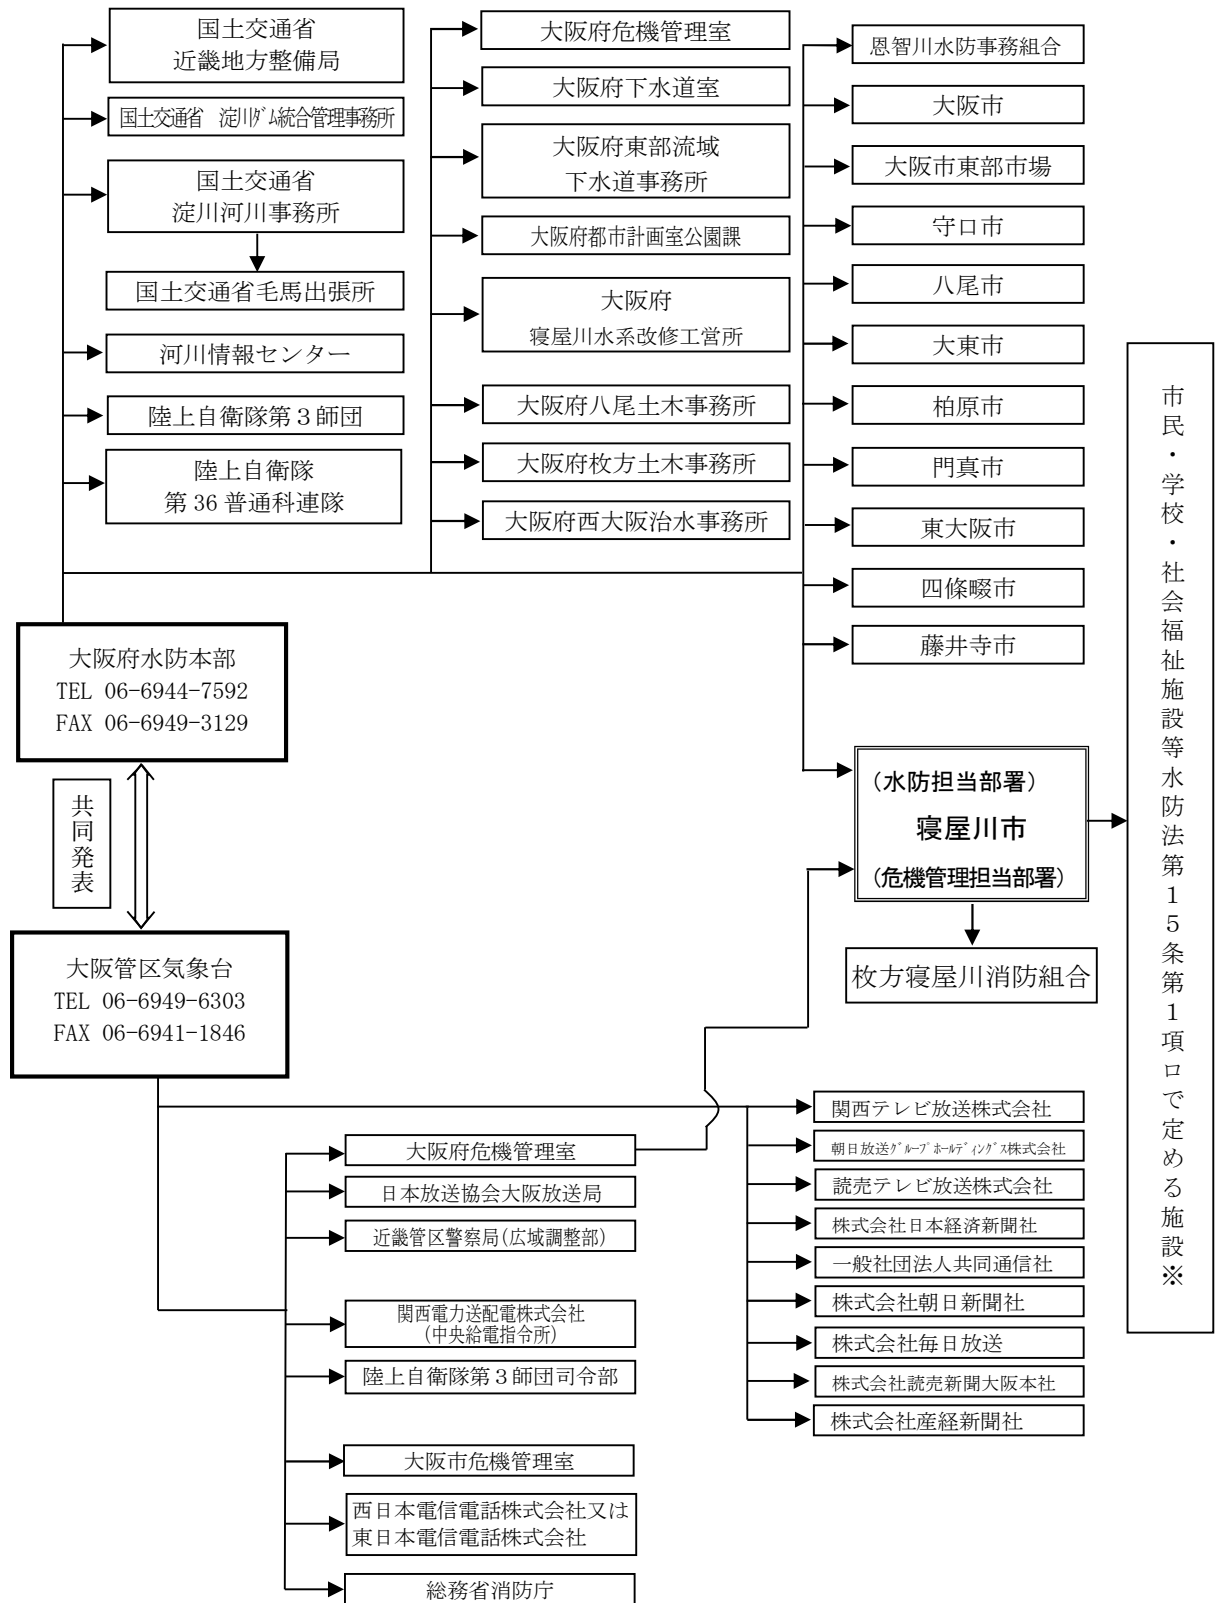 国土交通省
近畿地方整備局
国土交通省　淀川ﾀﾞﾑ統合管理事務所
国土交通省
淀川河川事務所
国土交通省毛馬出張所
河川情報センター
陸上自衛隊第３師団
陸上自衛隊
第 36 普通科連隊
大阪府危機管理室
大阪府下水道室
大阪府東部流域
下水道事務所
大阪府都市計画室公園課
大阪府
寝屋川水系改修工営所
大阪府八尾土木事務所
大阪府枚方土木事務所
大阪府西大阪治水事務所
恩智川水防事務組合
大阪市
大阪市東部市場
守口市
八尾市
大東市
柏原市
門真市
東大阪市
四條畷市
藤井寺市
大阪府水防本部
TEL 06-6944-7592
FAX 06-6949-3129
共同発表
大阪管区気象台
TEL 06-6949-6303
FAX 06-6941-1846
（水防担当部署）
寝屋川市
（危機管理担当部署）
枚方寝屋川消防組合
市民・学校・社会福祉施設等水防法第１５条第１項ロで定める施設※
大阪府危機管理室
日本放送協会大阪放送局
近畿管区警察局(広域調整部)
関西電力送配電株式会社
(中央給電指令所)
陸上自衛隊第３師団司令部
大阪市危機管理室
西日本電信電話株式会社又は
東日本電信電話株式会社
総務省消防庁
関西テレビ放送株式会社
朝日放送ｸﾞﾙｰﾌﾟﾎｰﾙﾃﾞｨﾝｸﾞｽ株式会社
読売テレビ放送株式会社
株式会社日本経済新聞社
一般社団法人共同通信社
株式会社朝日新聞社
株式会社毎日放送
株式会社読売新聞大阪本社
株式会社産経新聞社